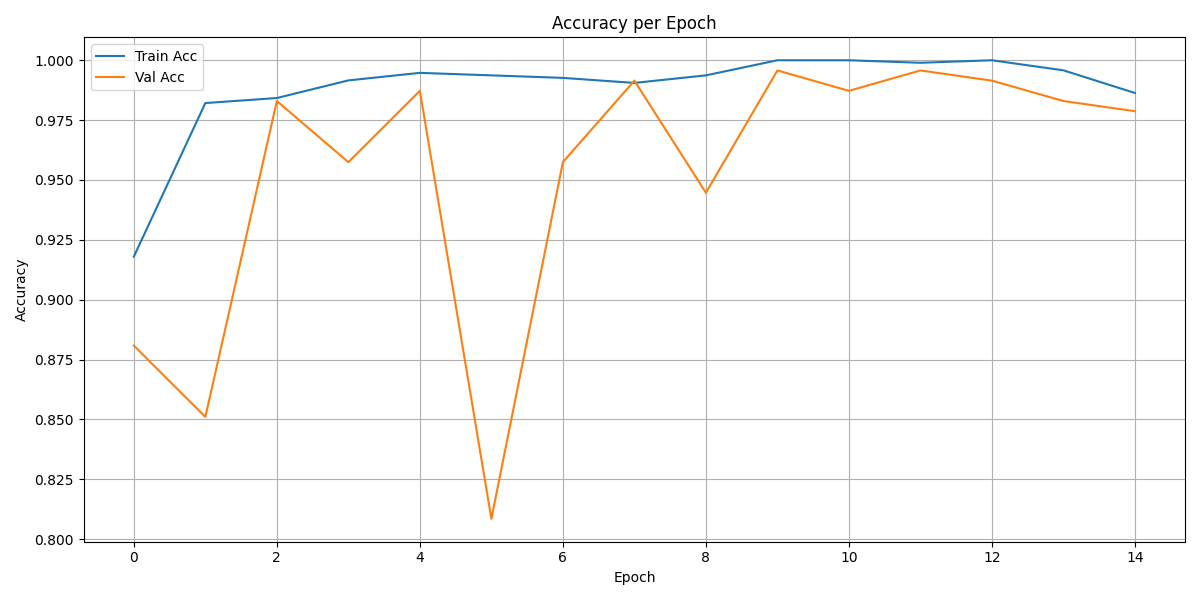 Accuracy per Epoch
Train Acc
Val Acc
1.000
0.975
0.950
0.925
0.900
0.875
0.850
0.825
0.800
Accuracy
0 2 4 6 8 10 12 14
Epoch